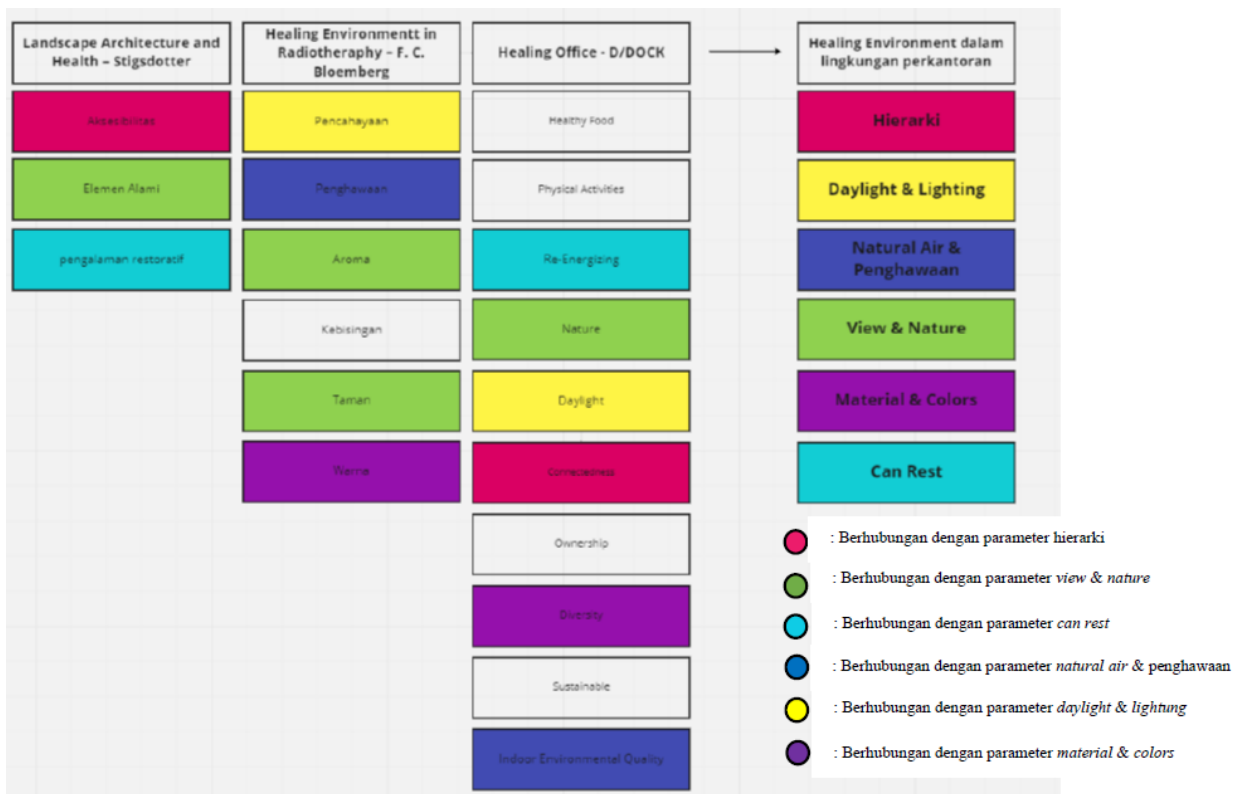 Landscape Architecture and
Health – Stigsdotter
Aksesibilitas
Elemen Alami
pengalaman restoratif
Healing Environmentt in
Radiotheraphy – F. C.
Bloemberg
Pencahayaan
Penghawaan
Aroma
Kebisingan
Taman
Warna
Healing Office - D/DOCK
Healthy Food
Physical Activities
Re-Energizing
Nature
Daylight
Connectedness
Ownership
Diversity
Sustainable
Indoor Environmental Quality
Healing Environment dalam
lingkungan perkantoran
Hierarki
Daylight & Lighting
Natural Air &
Penghawaan
View & Nature
Material & Colors
Can Rest
: Berhubungan dengan parameter hierarki
: Berhubungan dengan parameter view & nature
: Berhubungan dengan parameter can rest
: Berhubungan dengan parameter natural air & penghawaan
: Berhubungan dengan parameter daylight & lightung
: Berhubungan dengan parameter material & colors